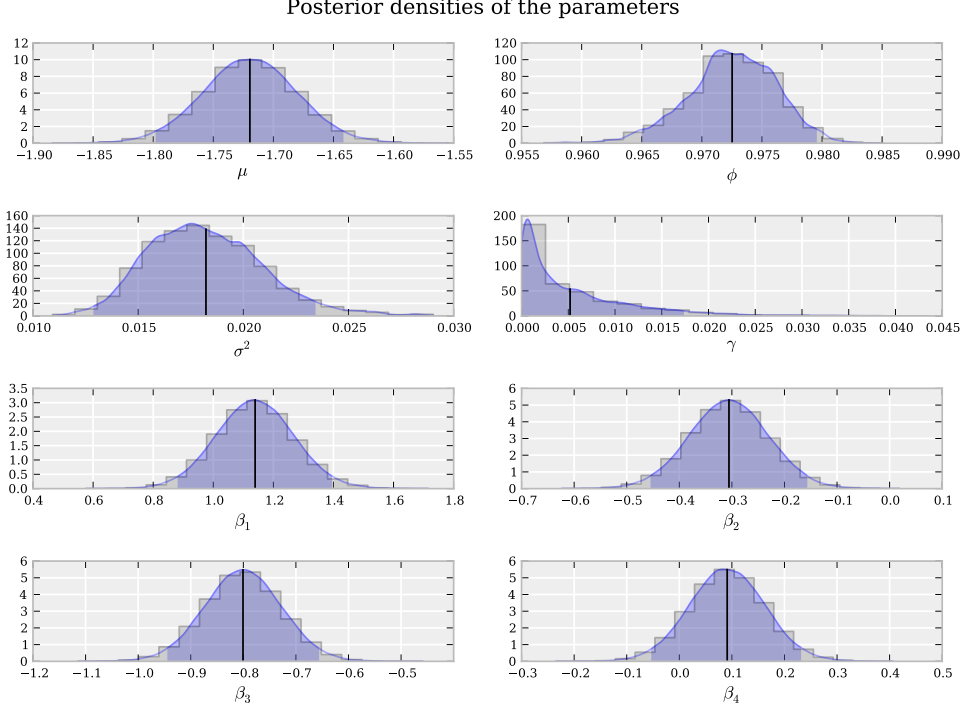 Posterior densities of the parameters
12 10 8 6 4 2 0
−1.90 −1.85 −1.80 −1.75 −1.70 −1.65 −1.60 −1.55
μ
120 100 80 60 40 20 0
0.955 0.960 0.965 0.970 0.975 0.980 0.985 0.990
ϕ
160 140 120 100 80 60 40 20 0
0.010 0.015 0.020 0.025 0.030
σ²
200 150 100 50 0
0.000 0.005 0.010 0.015 0.020 0.025 0.030 0.035 0.040 0.045
γ
3.5 3.0 2.5 2.0 1.5 1.0 0.5 0.0
0.4 0.6 0.8 1.0 1.2 1.4 1.6 1.8
β₁
6 5 4 3 2 1 0
−0.7 −0.6 −0.5 −0.4 −0.3 −0.2 −0.1 0.0 0.1
β₂
6 5 4 3 2 1 0
−1.2 −1.1 −1.0 −0.9 −0.8 −0.7 −0.6 −0.5
β₃
6 5 4 3 2 1 0
−0.3 −0.2 −0.1 0.0 0.1 0.2 0.3 0.4 0.5
β₄